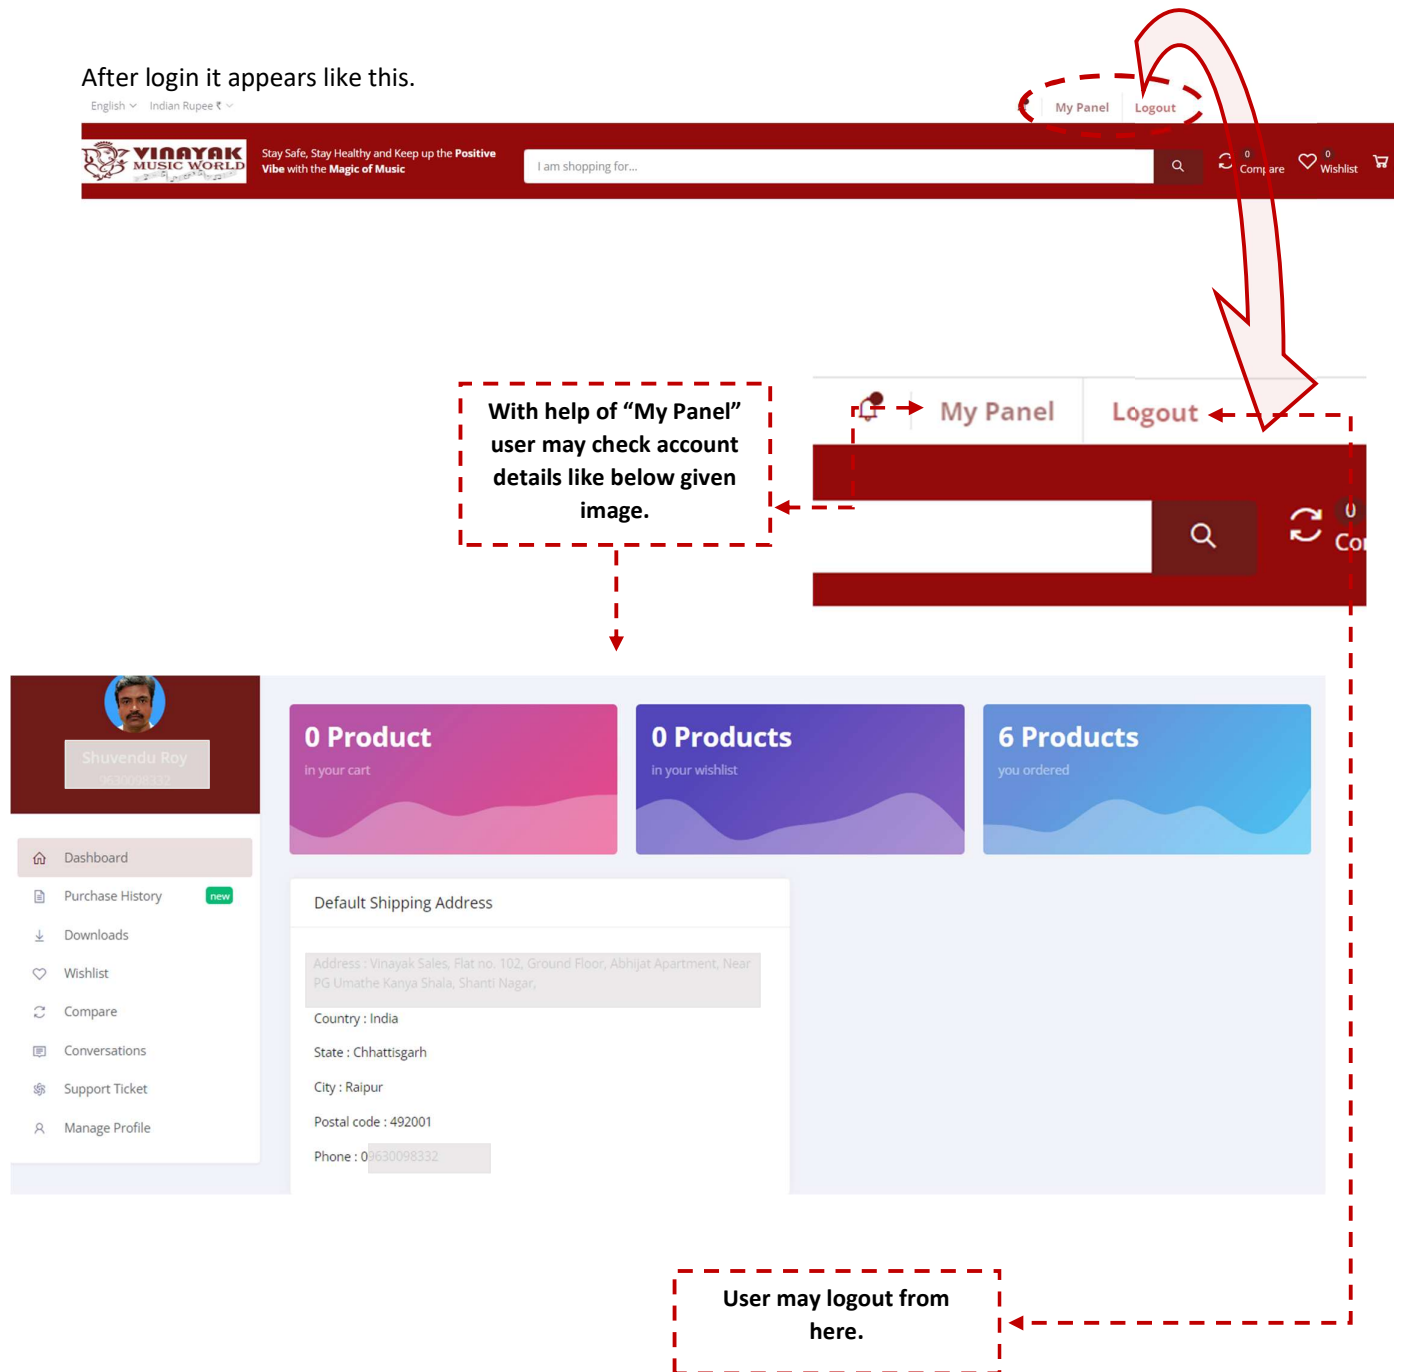 After login it appears like this.
English Indian Rupee ₹
My Panel Logout
VINAYAK
MUSIC WORLD
Stay Safe, Stay Healthy and Keep up the Positive
Vibe with the Magic of Music
I am shopping for...
0
Compare
0
Wishlist
With help of “My Panel”
user may check account
details like below given
image.
My Panel Logout
0
Shuvendu Roy
9630098332
0 Product
in your cart
0 Products
in your wishlist
6 Products
you ordered
Dashboard
Purchase History new
Downloads
Wishlist
Compare
Conversations
Support Ticket
Manage Profile
Default Shipping Address
Address : Vinayak Sales, Flat no. 102, Ground Floor, Abhijat Apartment, Near
PG Umathe Kanya Shala, Shanti Nagar,
Country : India
State : Chhattisgarh
City : Raipur
Postal code : 492001
Phone : 09630098332
User may logout from
here.